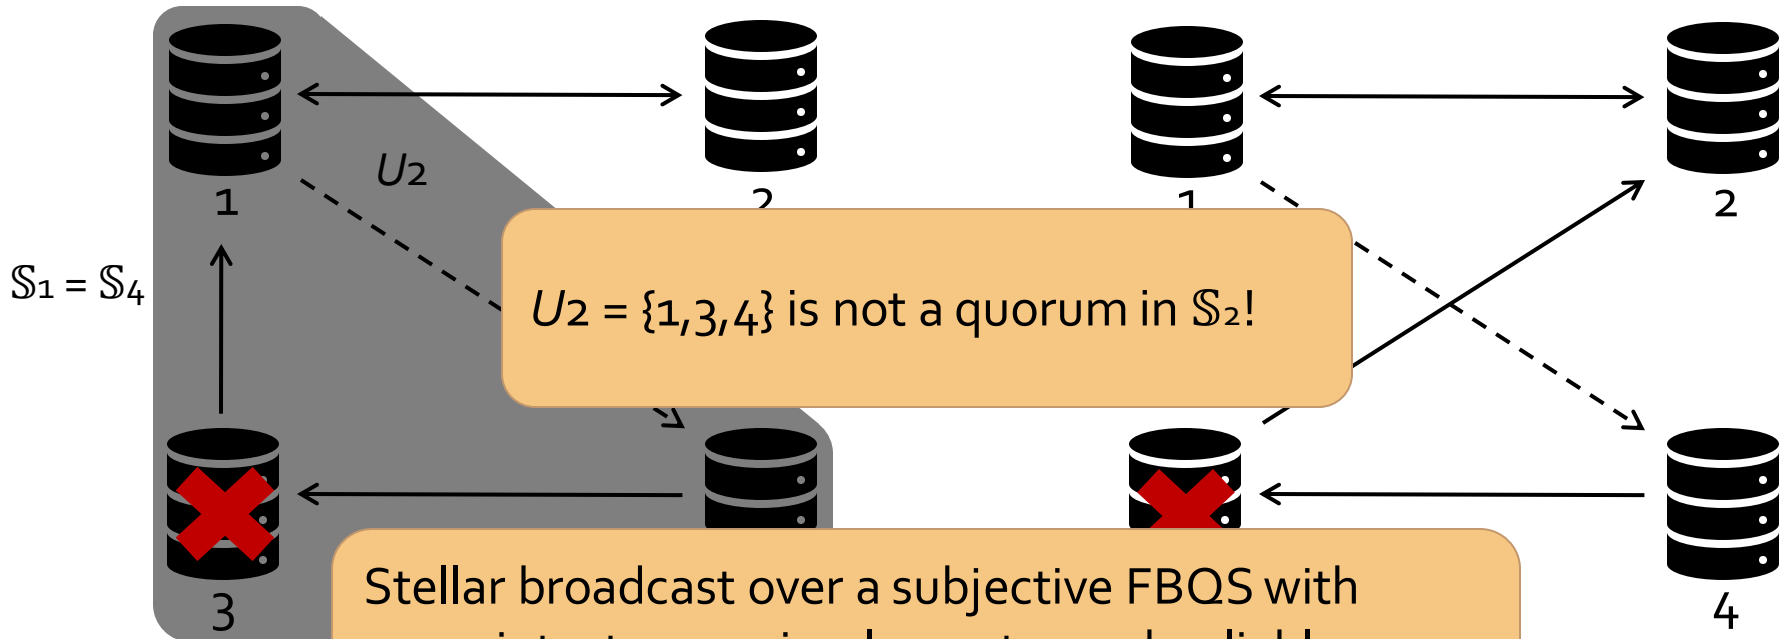 U2
1
2
1
2
𝕊1 = 𝕊4
U2 = {1,3,4} is not a quorum in 𝕊2!
3
4
Stellar broadcast over a subjective FBQS with